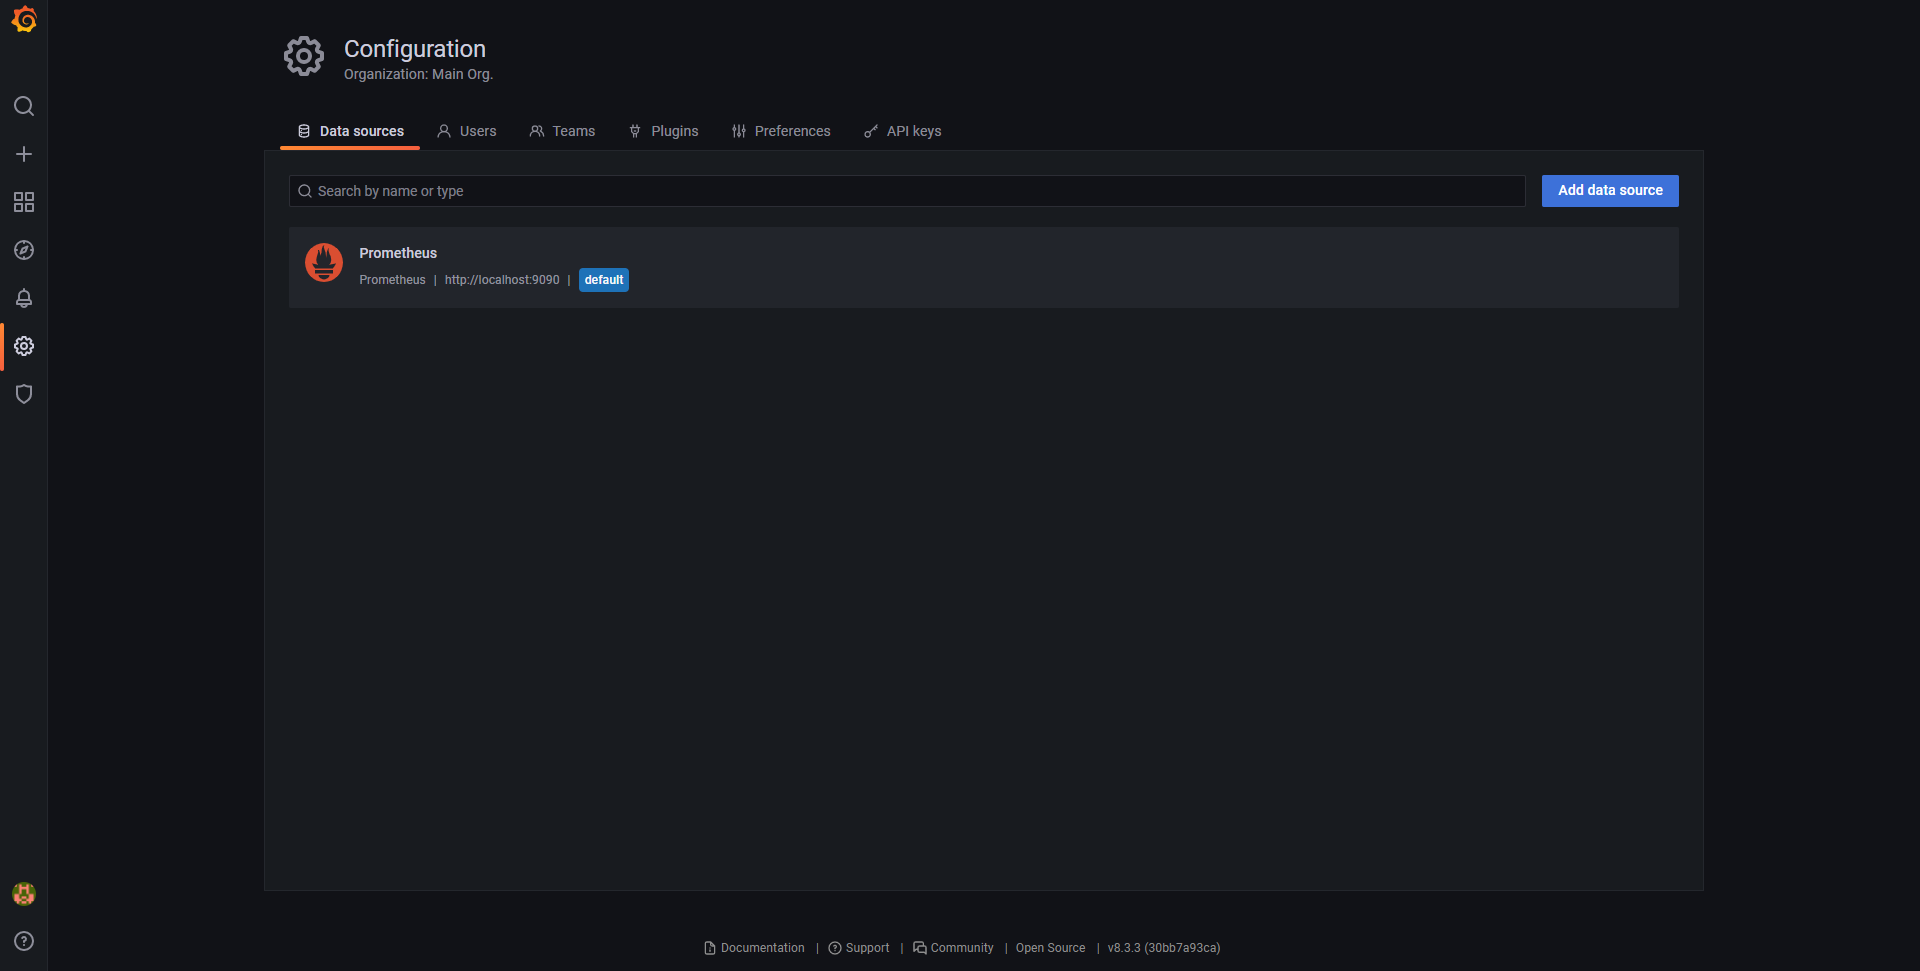 Configuration
Organization: Main Org.
Data sources Users Teams Plugins Preferences API keys
Search by name or type Add data source
Prometheus
Prometheus | http://localhost:9090 | default
Documentation | Support | Community | Open Source | v8.3.3 (30bb7a93ca)